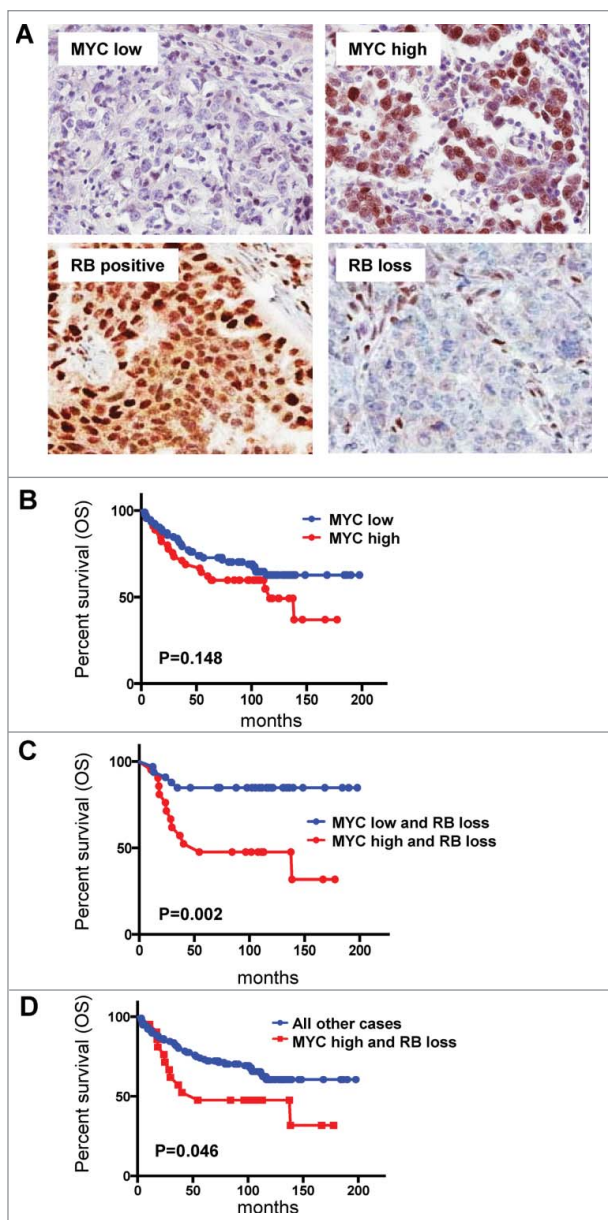 A
MYC low
MYC high
RB positive
RB loss
B
Percent survival (OS)
100
50
0
MYC low
MYC high
P=0.148
0 50 100 150 200
months
C
Percent survival (OS)
100
50
0
MYC low and RB loss
MYC high and RB loss
P=0.002
0 50 100 150 200
months
D
Percent survival (OS)
100
50
0
All other cases
MYC high and RB loss
P=0.046
0 50 100 150 200
months